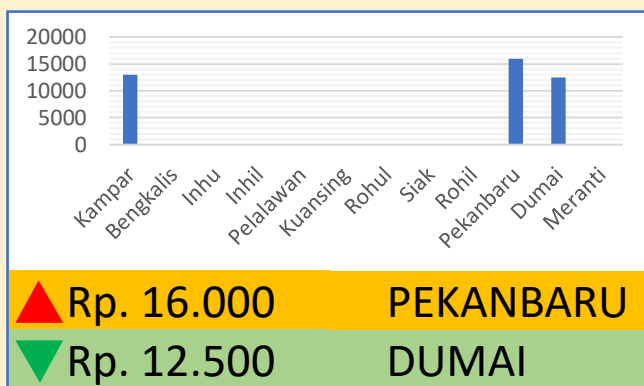 20000
15000
10000
5000
0
Kampar
Bengkalis
Inhu
Inhil
Pelalawan
Kuansing
Rohul
Siak
Rohil
Pekanbaru
Dumai
Meranti
Rp. 16.000 PEKANBARU
Rp. 12.500 DUMAI